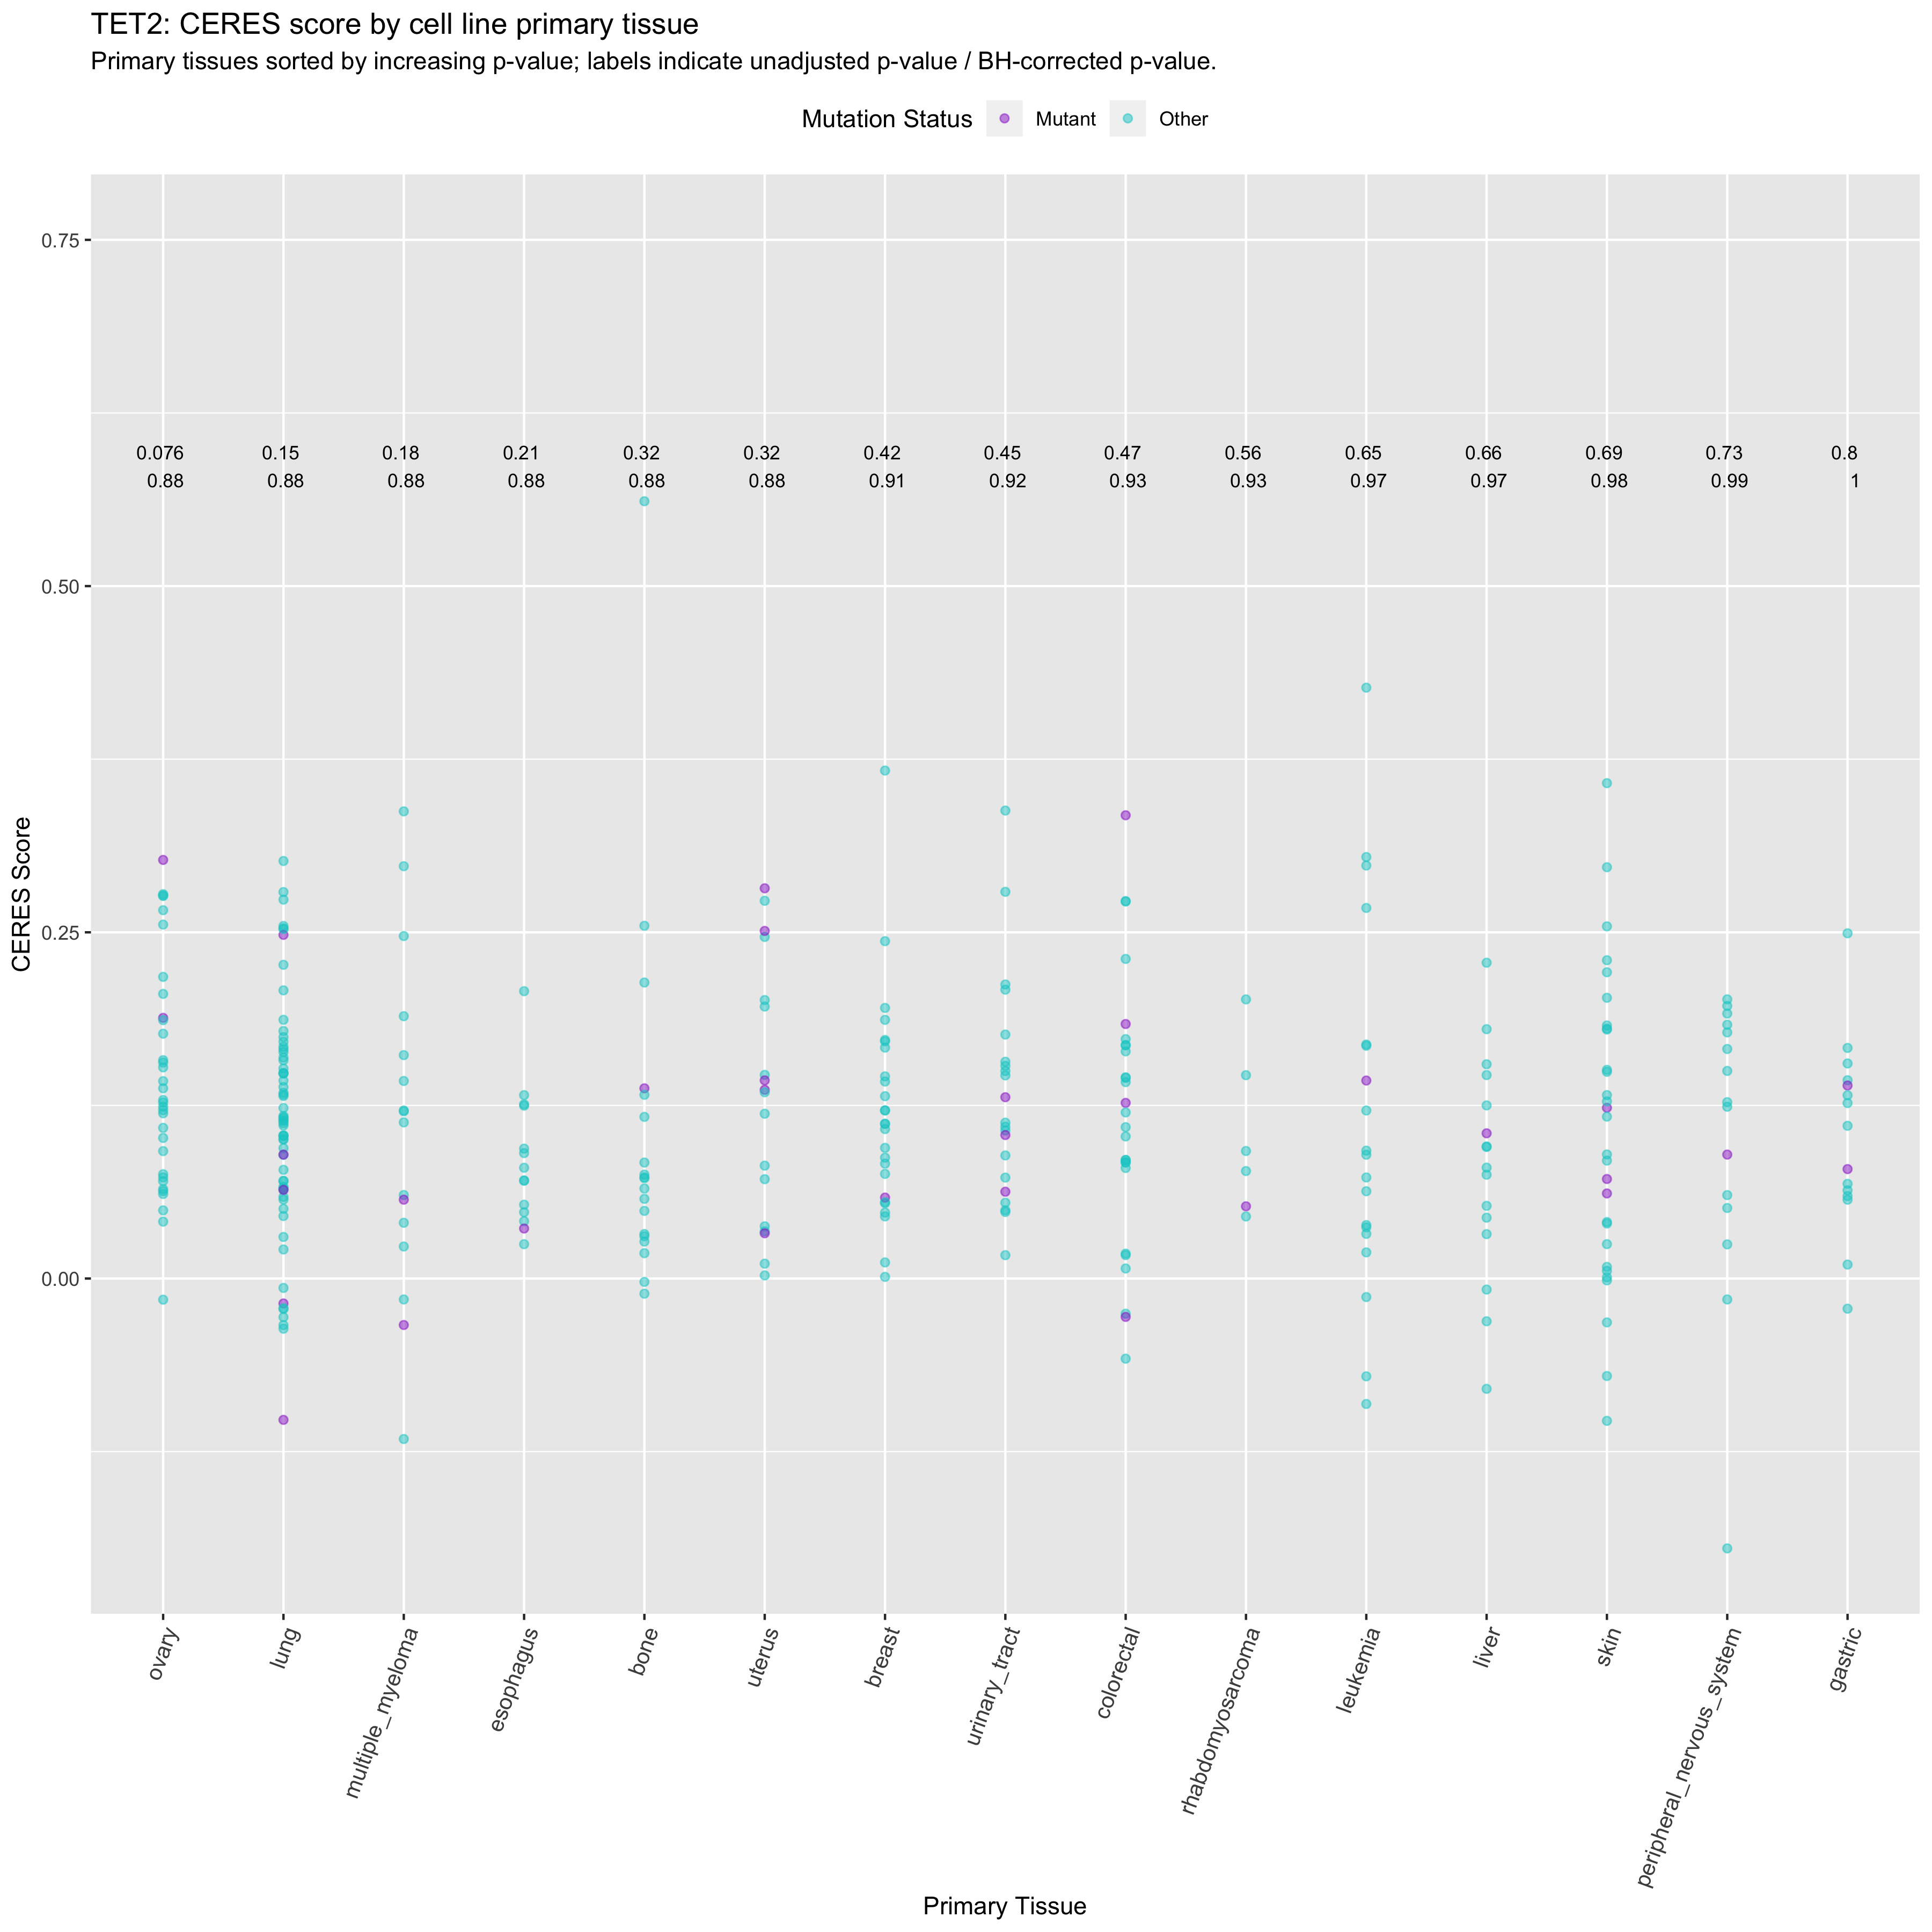 TET2: CERES score by cell line primary tissue
Primary tissues sorted by increasing p-value; labels indicate unadjusted p-value / BH-corrected p-value.
Mutation Status Mutant Other
0.75
0.076 0.15 0.18 0.21 0.32 0.32 0.42 0.45 0.47 0.56 0.65 0.66 0.69 0.73 0.8
0.88 0.88 0.88 0.88 0.88 0.88 0.91 0.92 0.93 0.93 0.97 0.97 0.98 0.99 1
0.50
0.25
0.00
CERES Score
ovary lung multiple_myeloma esophagus bone uterus breast urinary_tract colorectal rhabdomyosarcoma leukemia liver skin peripheral_nervous_system gastric
Primary Tissue